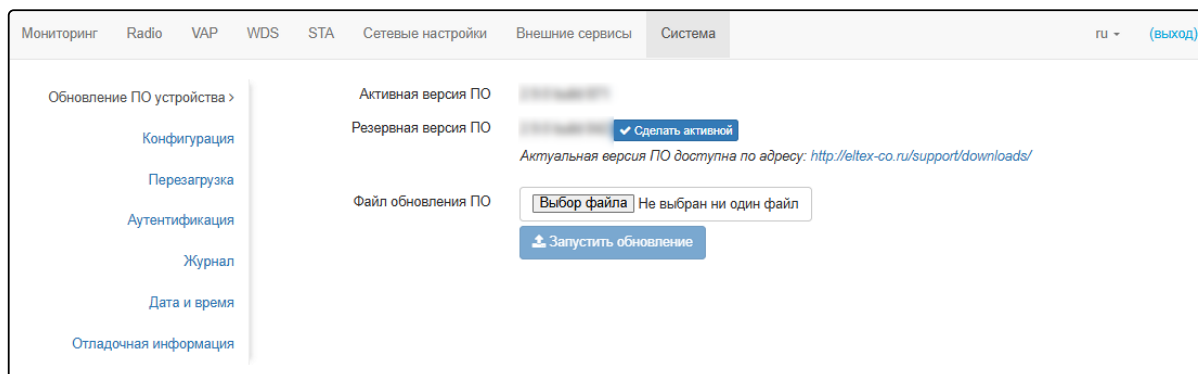 Мониторинг Radio VAP WDS STA Сетевые настройки Внешние сервисы Система ru (выход)
Обновление ПО устройства >
Активная версия ПО
Конфигурация
Резервная версия ПО Сделать активной
Актуальная версия ПО доступна по адресу: http://eltex-co.ru/support/downloads/
Перезагрузка
Файл обновления ПО Выбор файла Не выбран ни один файл
Аутентификация
Запустить обновление
Журнал
Дата и время
Отладочная информация